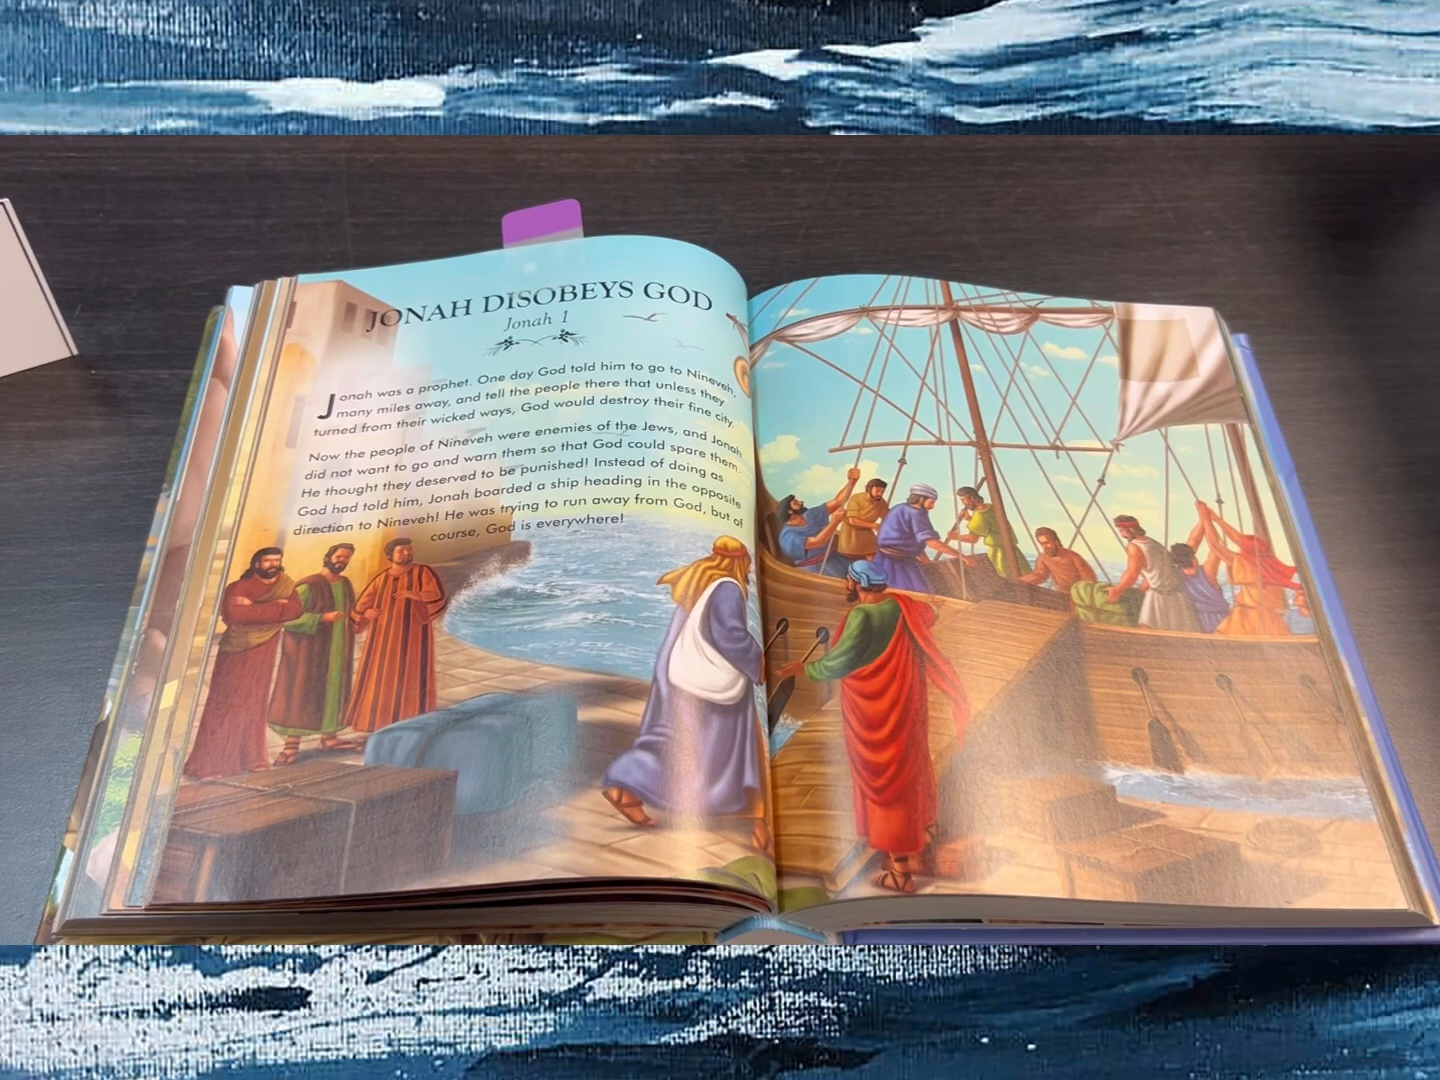 JONAH DISOBEYS GOD
Jonah 1
Jonah was a prophet. One day God told him to go to Nineveh,
many miles away, and tell the people there that unless they
turned from their wicked ways, God would destroy their fine city.
Now the people of Nineveh were enemies of the Jews, and Jonah
did not want to go and warn them so that God could spare them.
He thought they deserved to be punished! Instead of doing as
God had told him, Jonah boarded a ship heading in the opposite
direction to Nineveh! He was trying to run away from God, but of
course, God is everywhere!
312